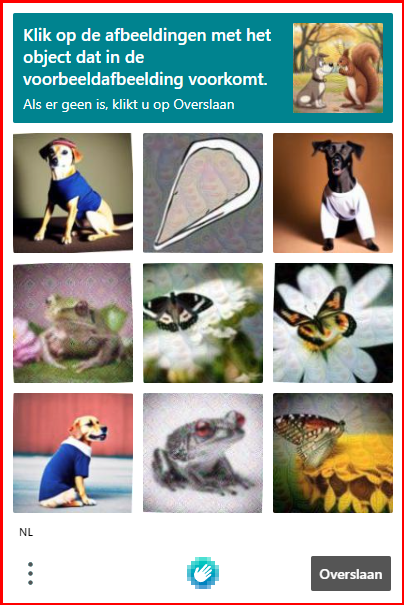 Klik op de afbeeldingen met het
object dat in de
voorbeeldafbeelding voorkomt.
Als er geen is, klikt u op Overslaan
NL
Overslaan